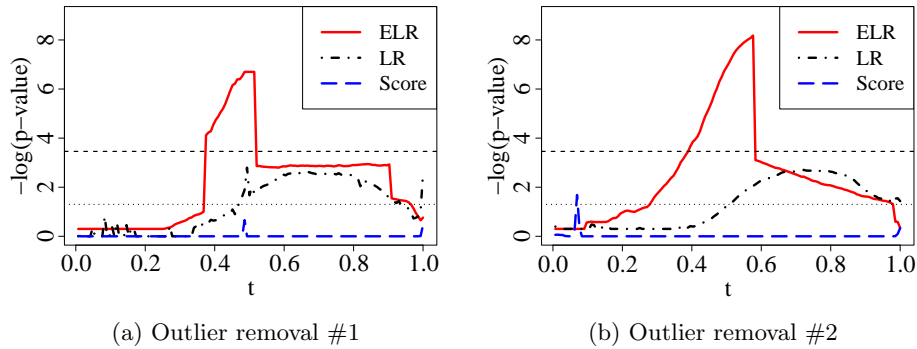 −log(p−value)
8
6
4
2
0
ELR
LR
Score
0.0 0.2 0.4 0.6 0.8 1.0
t
(a) Outlier removal #1
−log(p−value)
8
6
4
2
0
ELR
LR
Score
0.0 0.2 0.4 0.6 0.8 1.0
t
(b) Outlier removal #2